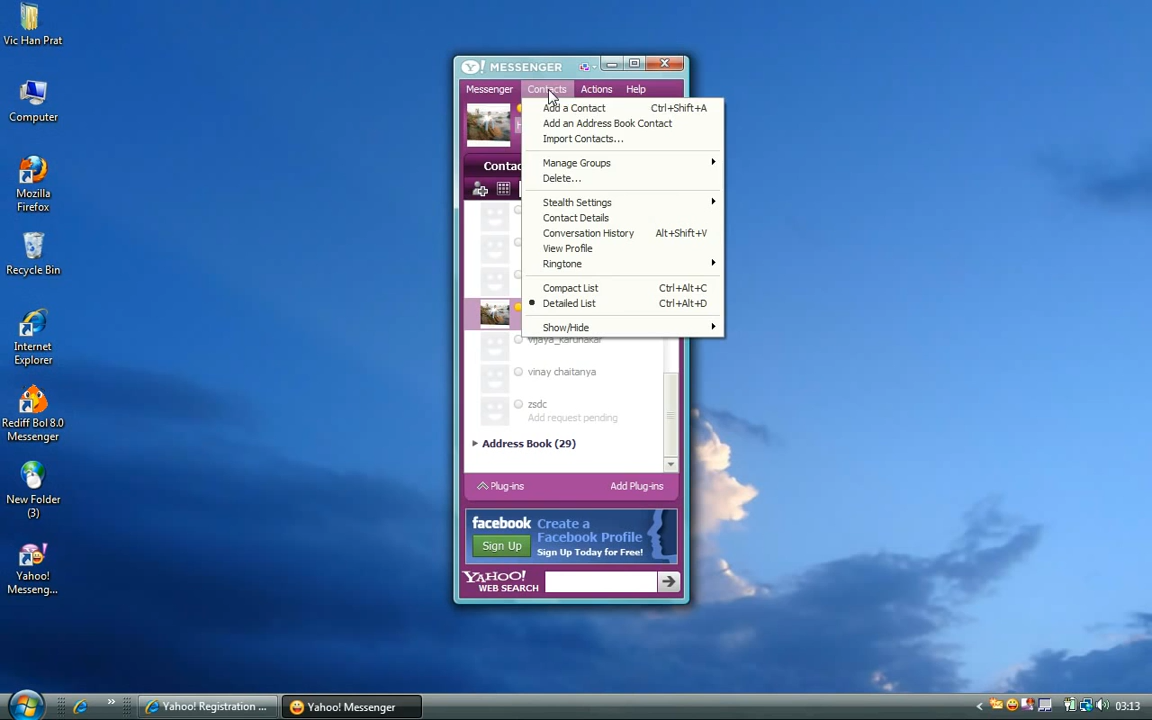 Vic Han Prat
Computer
Mozilla
Firefox
Recycle Bin
Internet
Explorer
Rediff Bol 8.0
Messenger
New Folder
(3)
Yahoo!
Messeng...
Y! MESSENGER
Messenger Contacts Actions Help
Add a Contact Ctrl+Shift+A
Add an Address Book Contact
Import Contacts...
Manage Groups
Delete...
Stealth Settings
Contact Details
Conversation History Alt+Shift+V
View Profile
Ringtone
Compact List Ctrl+Alt+C
Detailed List Ctrl+Alt+D
Show/Hide
vijaya_karunakar
vinay chaitanya
zsdc
Add request pending
Address Book (29)
Plug-ins Add Plug-ins
facebook Create a
Facebook Profile
Sign Up Sign Up Today for Free!
YAHOO!
WEB SEARCH
Yahoo! Registration ... Yahoo! Messenger 03:13